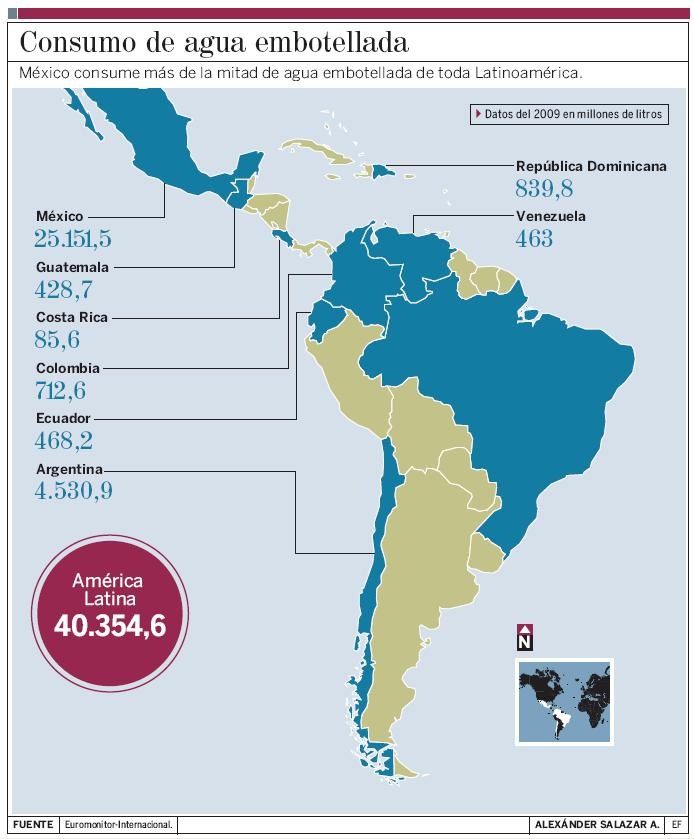 Consumo de agua embotellada
México consume más de la mitad de agua embotellada de toda Latinoamérica.
Datos del 2009 en millones de litros
República Dominicana
839,8
Venezuela
463
México
25.151,5
Guatemala
428,7
Costa Rica
85,6
Colombia
712,6
Ecuador
468,2
Argentina
4.530,9
América
Latina
40.354,6
N
FUENTE Euromonitor-Internacional.
ALEXÁNDER SALAZAR A. EF